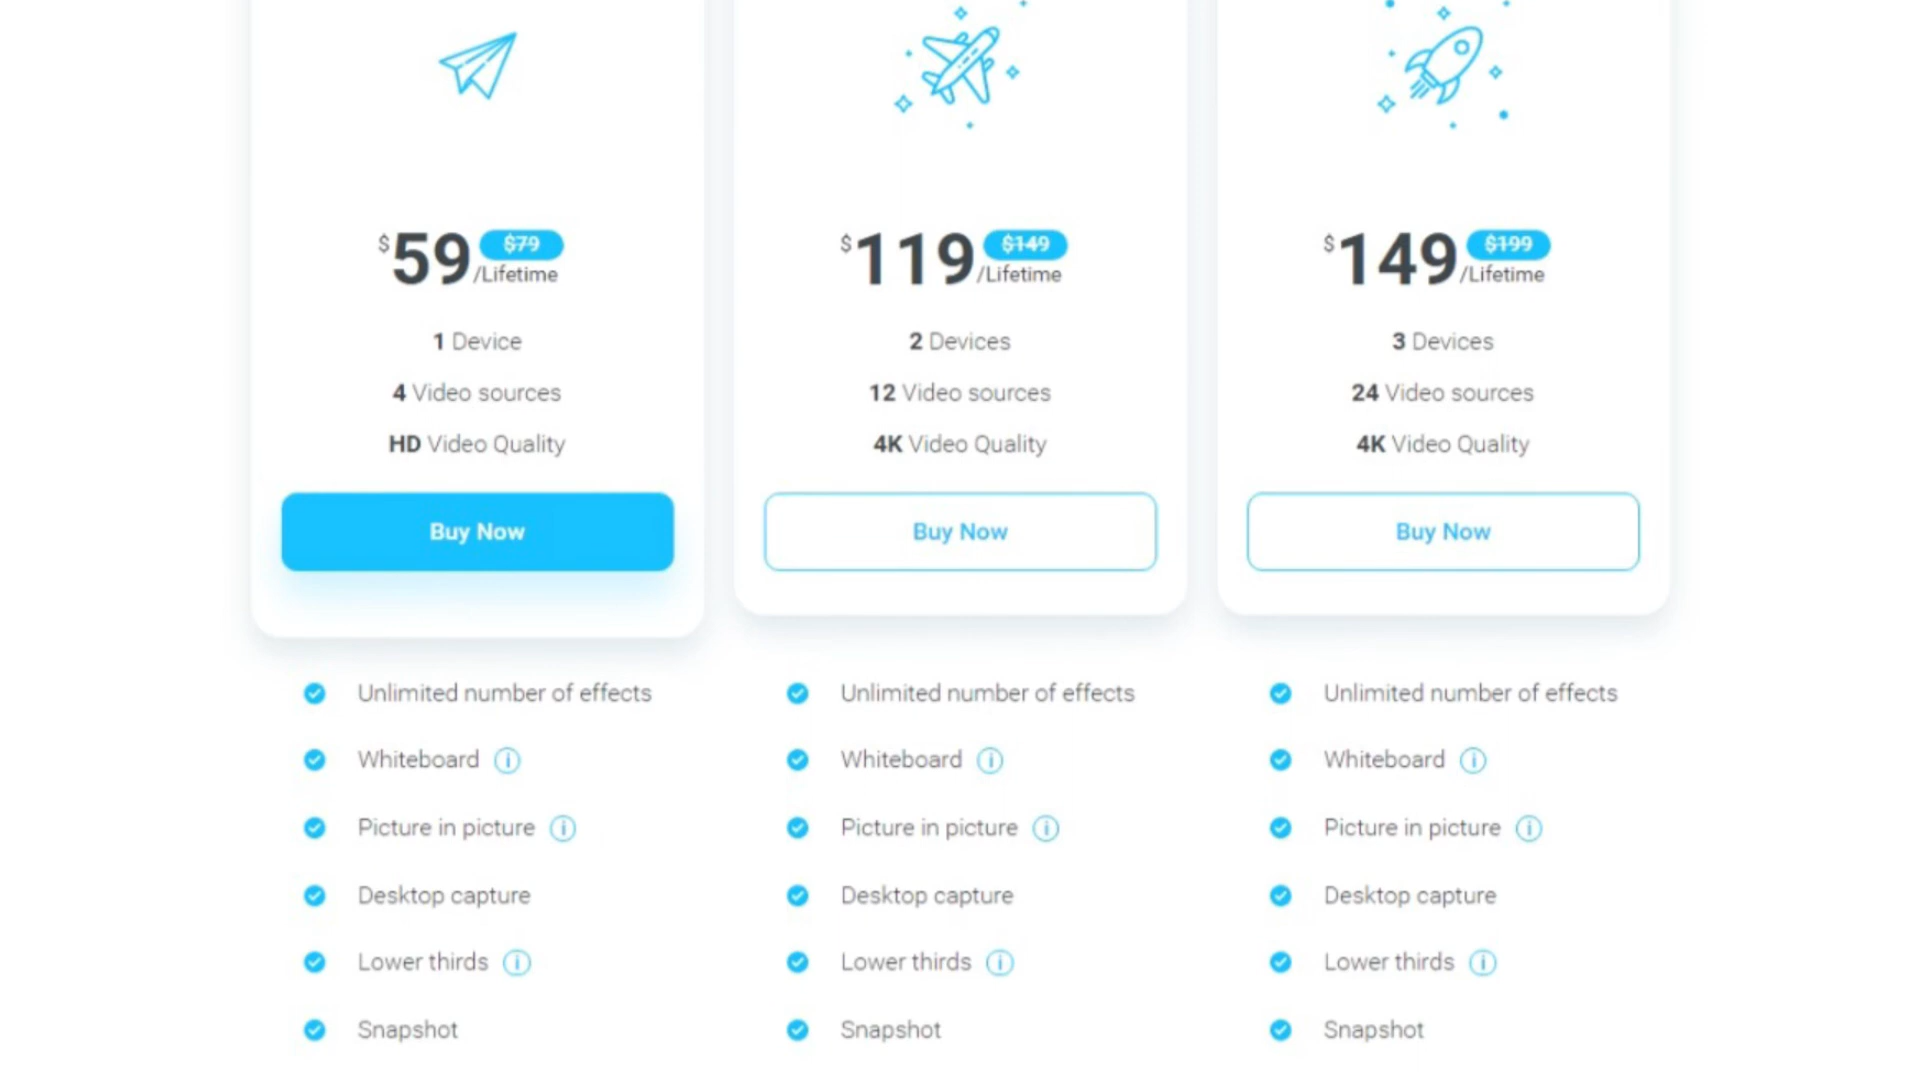 $59 $79 /Lifetime
1 Device
4 Video sources
HD Video Quality
Buy Now
Unlimited number of effects
Whiteboard
Picture in picture
Desktop capture
Lower thirds
Snapshot
$119 $149 /Lifetime
2 Devices
12 Video sources
4K Video Quality
Buy Now
Unlimited number of effects
Whiteboard
Picture in picture
Desktop capture
Lower thirds
Snapshot
$149 $199 /Lifetime
3 Devices
24 Video sources
4K Video Quality
Buy Now
Unlimited number of effects
Whiteboard
Picture in picture
Desktop capture
Lower thirds
Snapshot